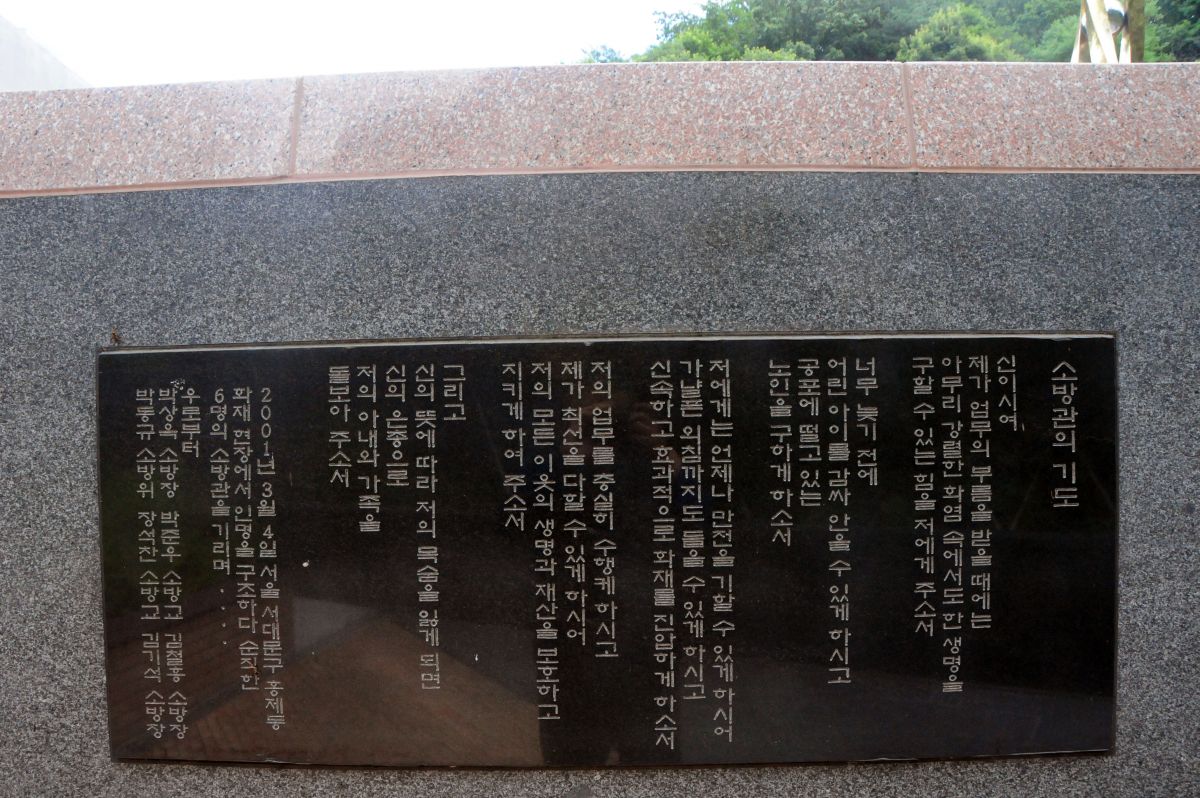 소방관의 기도
신이시여
제가 업무의 부름을 받을 때에는
아무리 강렬한 화염 속에서도 한 생명을
구할 수 있는 힘을 저에게 주소서
너무 늦기 전에
어린 아이를 감싸 안을 수 있게 하시고
공포에 떨고 있는
노인을 구하게 하소서
저에게는 언제나 만전을 기할 수 있게 하시어
가냘픈 외침까지도 들을 수 있게 하시고
신속하고 효과적으로 화재를 진압하게 하소서
저의 업무를 충실히 수행케 하시고
제가 최선을 다할 수 있게 하시어
저의 모든 이웃의 생명과 재산을 보호하고
지키게 하여 주소서
그리고
신의 뜻에 따라 저의 목숨을 잃게 되면
신의 은총으로
저의 아내와 가족을
돌보아 주소서
2001년 3월 4일 서울 서대문구 홍제동
화재 현장에서 인명을 구조하다 순직한
6명의 소방관을 기리며.....
우로부터
박상옥 소방장 박준우 소방교 김철홍 소방장
박동규 소방위 장석찬 소방교 김기석 소방장